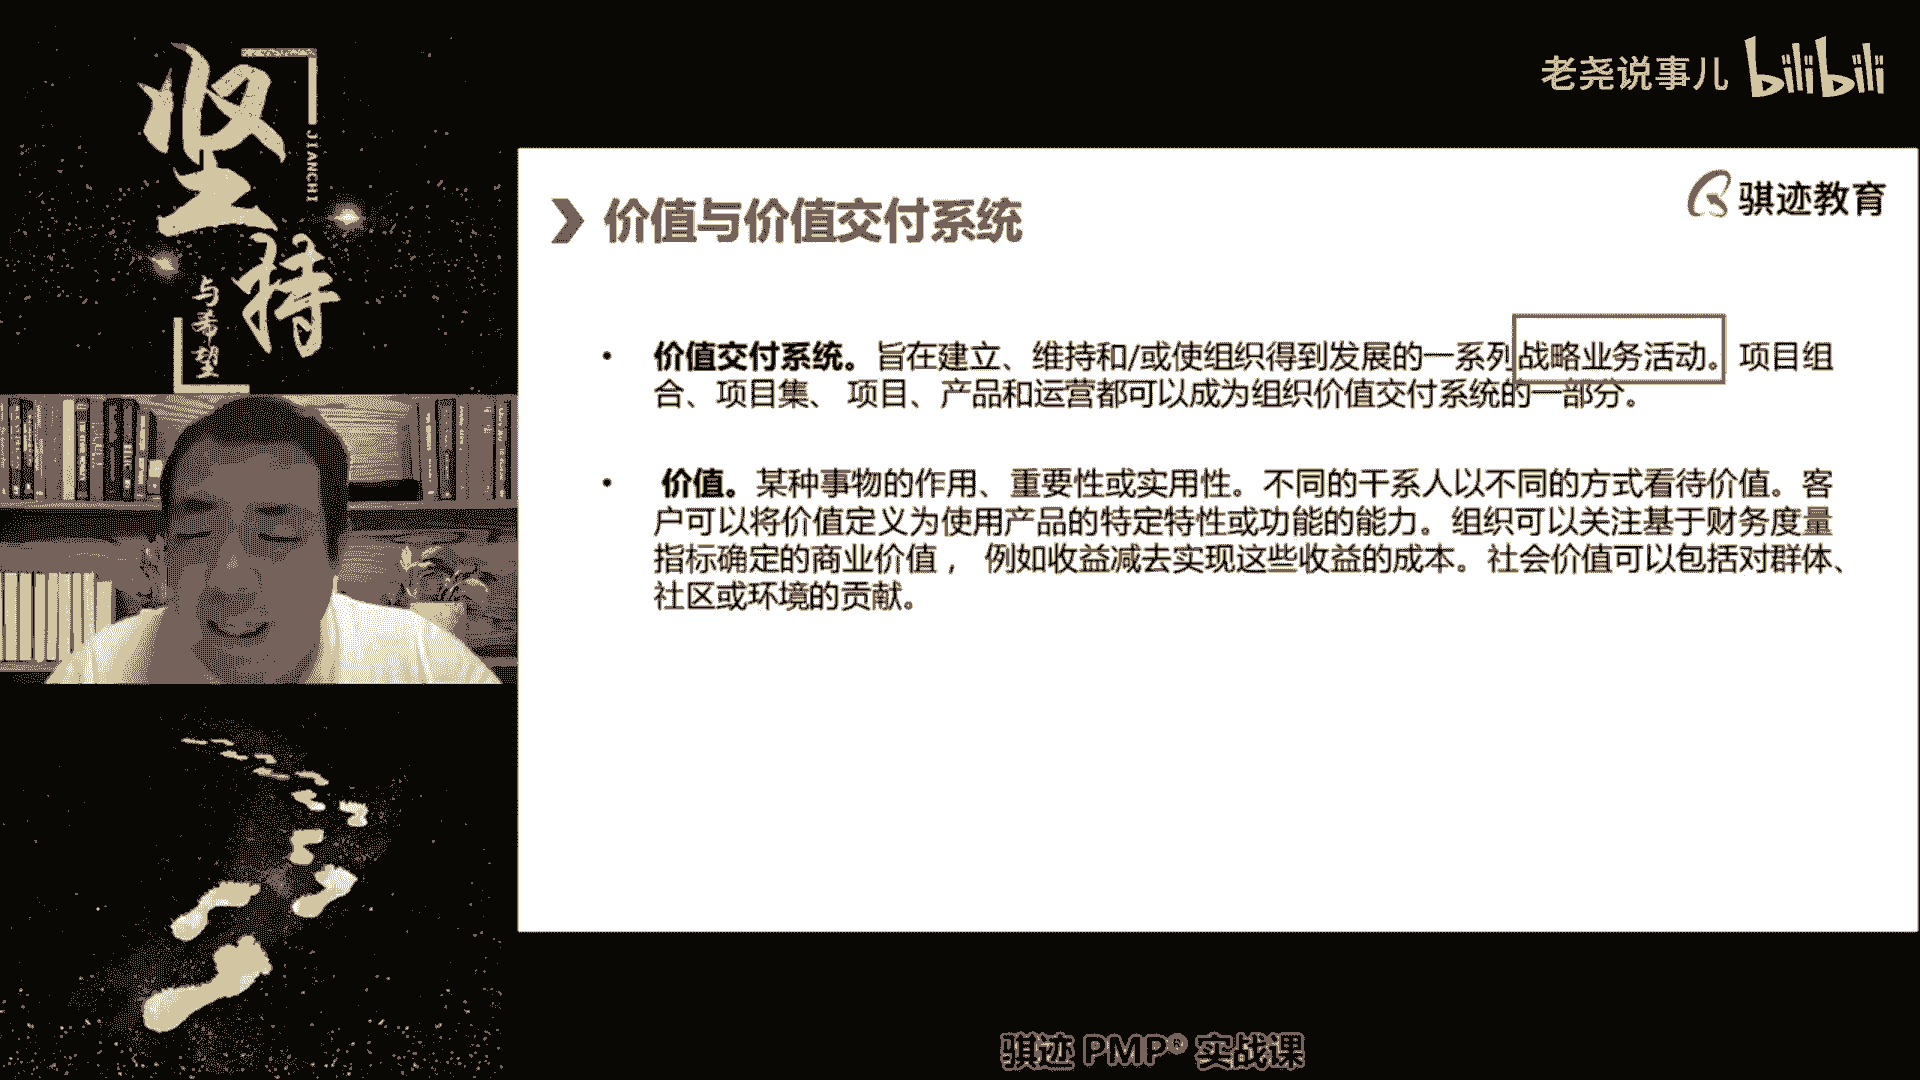 坚持
JIANCHI
与希望
老尧说事儿 bilibili
骐迹教育
价值与价值交付系统
• 价值交付系统。旨在建立、维持和/或使组织得到发展的一系列战略业务活动。项目组
合、项目集、 项目、产品和运营都可以成为组织价值交付系统的一部分。
• 价值。某种事物的作用、重要性或实用性。不同的干系人以不同的方式看待价值。客
户可以将价值定义为使用产品的特定特性或功能的能力。组织可以关注基于财务度量
指标确定的商业价值， 例如收益减去实现这些收益的成本。社会价值可以包括对群体、
社区或环境的贡献。
骐迹 PMP® 实战课